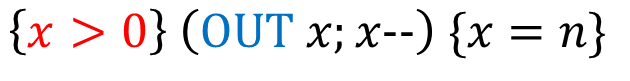 {x > 0} (OUT x; x--) {x = n}